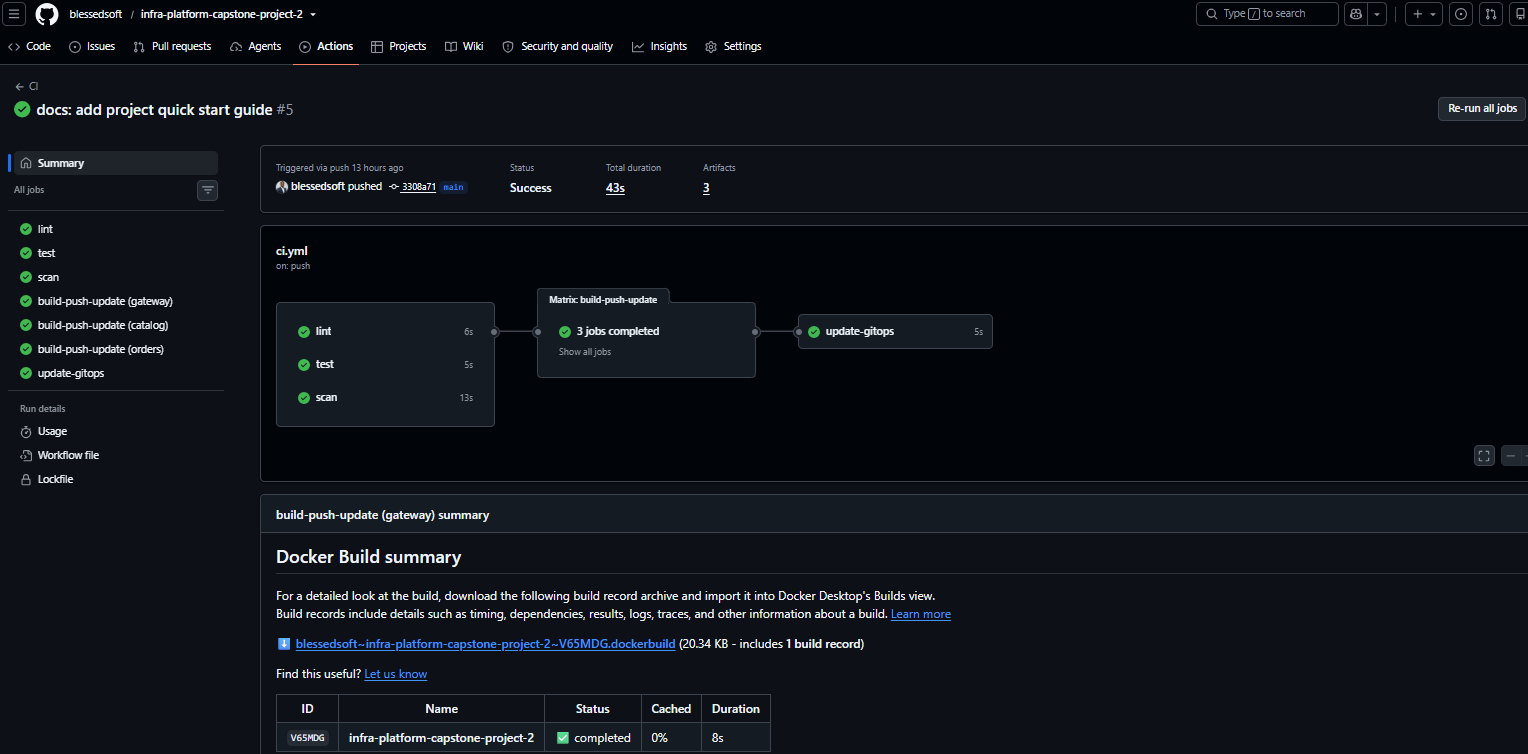 blessedsoft / infra-platform-capstone-project-2
Type / to search
Code Issues Pull requests Agents Actions Projects Wiki Security and quality Insights Settings
CI
docs: add project quick start guide #5
Re-run all jobs
Summary
All jobs
lint
test
scan
build-push-update (gateway)
build-push-update (catalog)
build-push-update (orders)
update-gitops
Run details
Usage
Workflow file
Lockfile
Triggered via push 13 hours ago
blessedsoft pushed 3308a71 main
Status
Success
Total duration
43s
Artifacts
3
ci.yml
on: push
lint 6s
test 5s
scan 13s
Matrix: build-push-update
3 jobs completed
Show all jobs
update-gitops 5s
build-push-update (gateway) summary
Docker Build summary
For a detailed look at the build, download the following build record archive and import it into Docker Desktop's Builds view.
Build records include details such as timing, dependencies, results, logs, traces, and other information about a build. Learn more
blessedsoft~infra-platform-capstone-project-2~V65MDG.dockerbuild (20.34 KB - includes 1 build record)
Find this useful? Let us know
ID Name Status Cached Duration
V65MDG infra-platform-capstone-project-2 completed 0% 8s